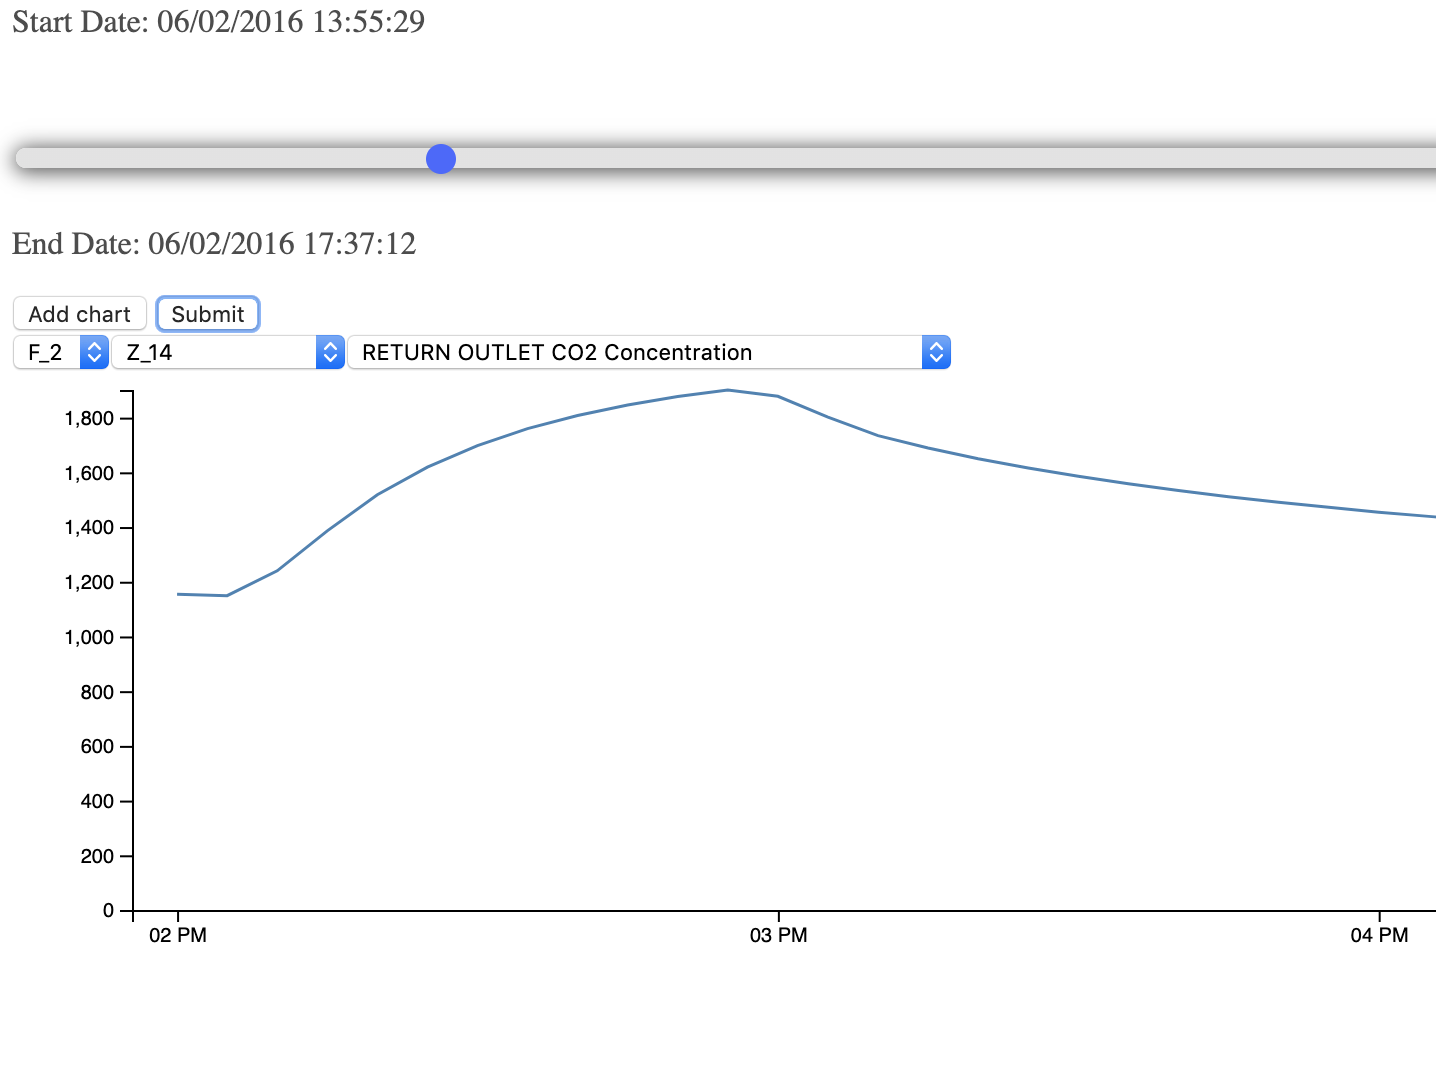 Start Date: 06/02/2016 13:55:29
End Date: 06/02/2016 17:37:12
Add chart Submit
F_2 Z_14 RETURN OUTLET CO2 Concentration
1,800
1,600
1,400
1,200
1,000
800
600
400
200
0
02 PM 03 PM 04 PM